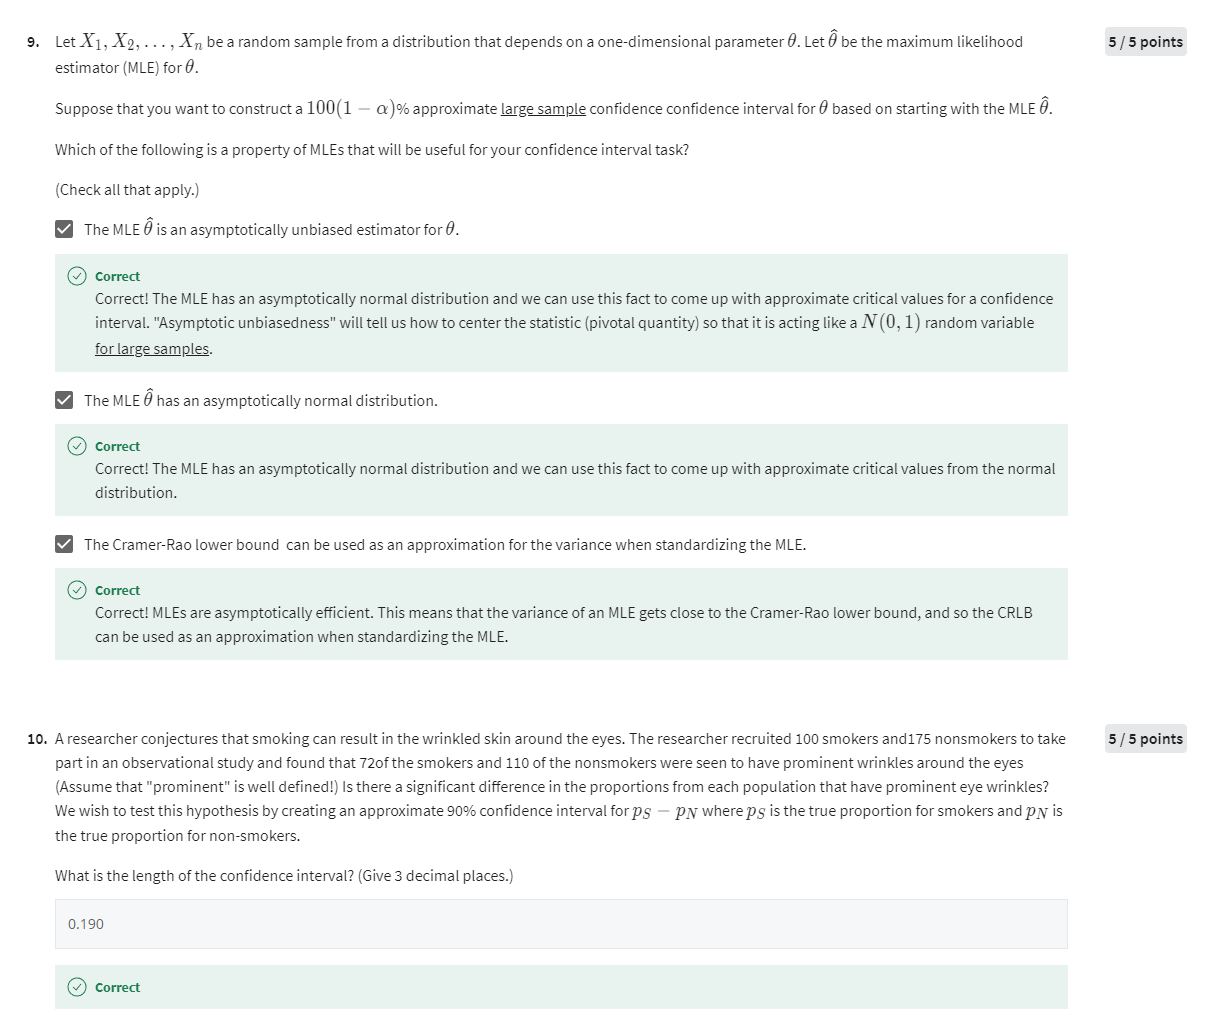 9. Let X₁, X₂, . . . , Xₙ be a random sample from a distribution that depends on a one-dimensional parameter θ. Let θ̂ be the maximum likelihood
5 / 5 points
estimator (MLE) for θ.
Suppose that you want to construct a 100(1 − α)% approximate large sample confidence confidence interval for θ based on starting with the MLE θ̂.
Which of the following is a property of MLEs that will be useful for your confidence interval task?
(Check all that apply.)
The MLE θ̂ is an asymptotically unbiased estimator for θ.
Correct
Correct! The MLE has an asymptotically normal distribution and we can use this fact to come up with approximate critical values for a confidence
interval. "Asymptotic unbiasedness" will tell us how to center the statistic (pivotal quantity) so that it is acting like a N(0, 1) random variable
for large samples.
The MLE θ̂ has an asymptotically normal distribution.
Correct
Correct! The MLE has an asymptotically normal distribution and we can use this fact to come up with approximate critical values from the normal
distribution.
The Cramer-Rao lower bound can be used as an approximation for the variance when standardizing the MLE.
Correct
Correct! MLEs are asymptotically efficient. This means that the variance of an MLE gets close to the Cramer-Rao lower bound, and so the CRLB
can be used as an approximation when standardizing the MLE.
10. A researcher conjectures that smoking can result in the wrinkled skin around the eyes. The researcher recruited 100 smokers and175 nonsmokers to take
5 / 5 points
part in an observational study and found that 72of the smokers and 110 of the nonsmokers were seen to have prominent wrinkles around the eyes
(Assume that "prominent" is well defined!) Is there a significant difference in the proportions from each population that have prominent eye wrinkles?
We wish to test this hypothesis by creating an approximate 90% confidence interval for p_S − p_N where p_S is the true proportion for smokers and p_N is
the true proportion for non-smokers.
What is the length of the confidence interval? (Give 3 decimal places.)
0.190
Correct